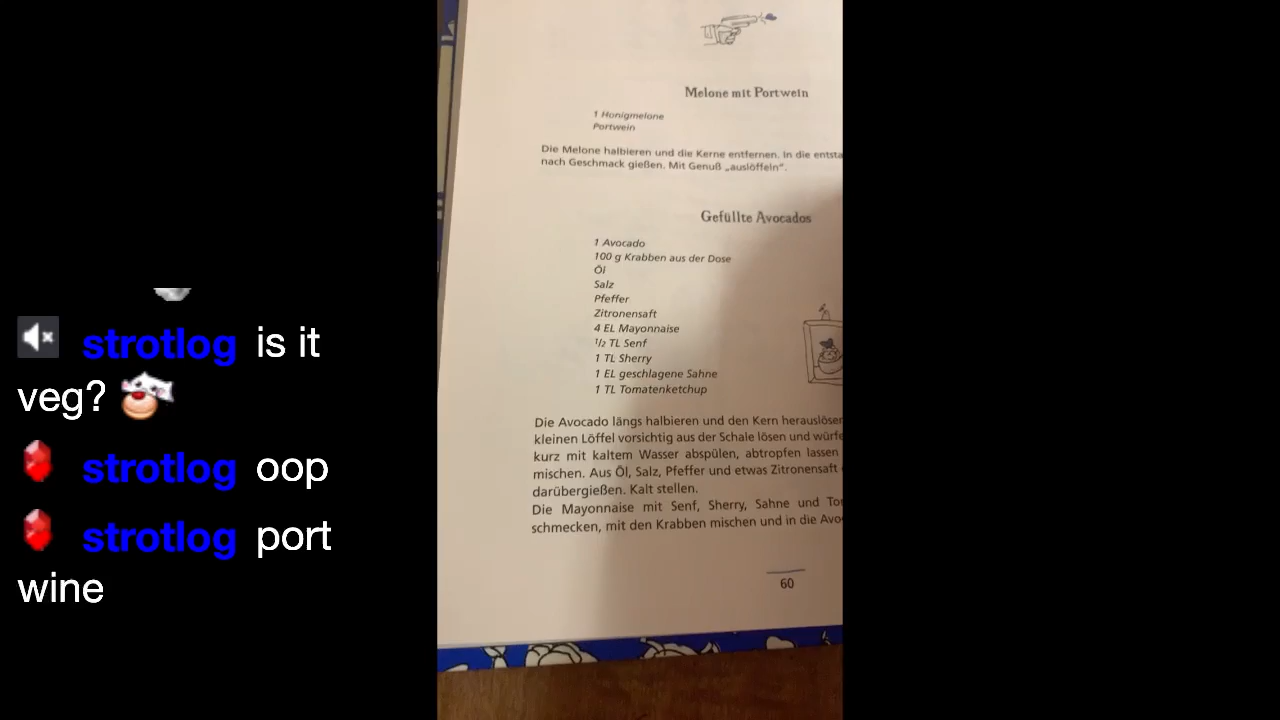 strotlog is it
veg?
strotlog oop
strotlog port
wine
Melone mit Portwein
1 Honigmelone
Portwein
Die Melone halbieren und die Kerne entfernen. In die
nach Geschmack gießen. Mit Genuß „auslöffeln“.
Gefüllte Avocados
1 Avocado
100 g Krabben aus der Dose
Öl
Salz
Pfeffer
Zitronensaft
4 EL Mayonnaise
1/2 TL Senf
1 TL Sherry
1 EL geschlagene Sahne
1 TL Tomatenketchup
Die Avocado längs halbieren und den Kern
kleinen Löffel vorsichtig aus der Schale lösen und
kurz mit kaltem Wasser abspülen, abtropfen lassen
mischen. Aus Öl, Salz, Pfeffer und etwas Zitronensaft
darübergießen. Kalt stellen.
Die Mayonnaise mit Senf, Sherry, Sahne und
schmecken, mit den Krabben mischen und in die
60